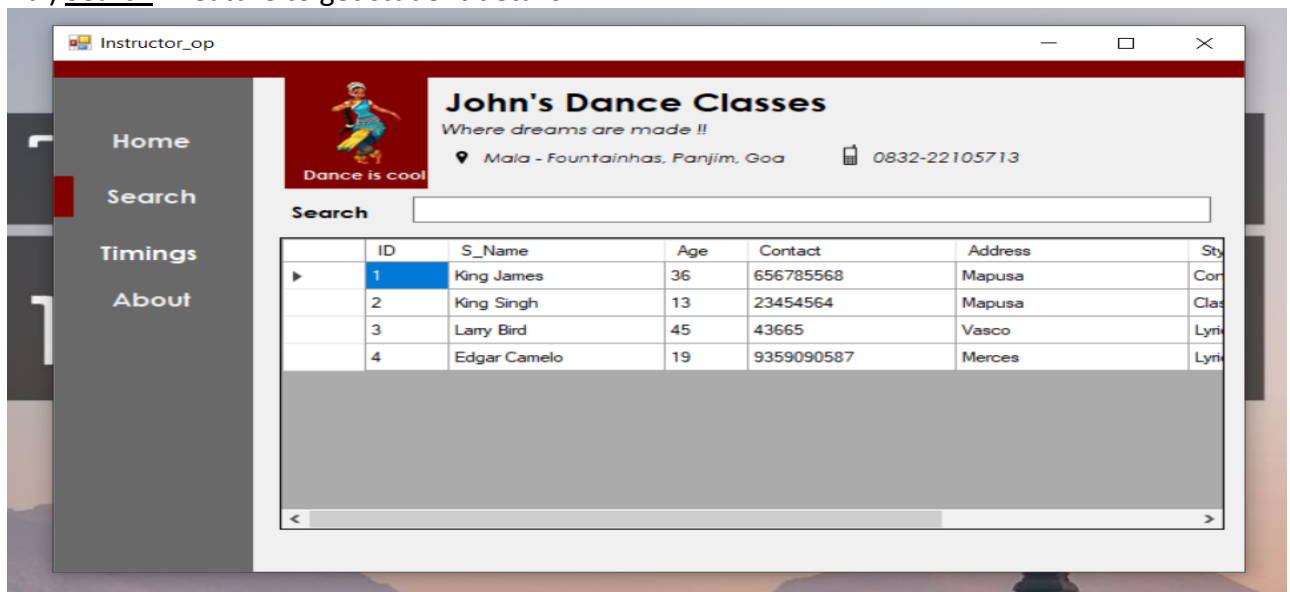 Instructor_op
John's Dance Classes
Where dreams are made !!
Mala - Fountainhas, Panjim, Goa 0832-22105713
Dance is cool
Home
Search
Timings
About
Search
ID S_Name Age Contact Address
1 King James 36 656785568 Mapusa
2 King Singh 13 23454564 Mapusa
3 Larry Bird 45 43665 Vasco
4 Edgar Camelo 19 9359090587 Merces